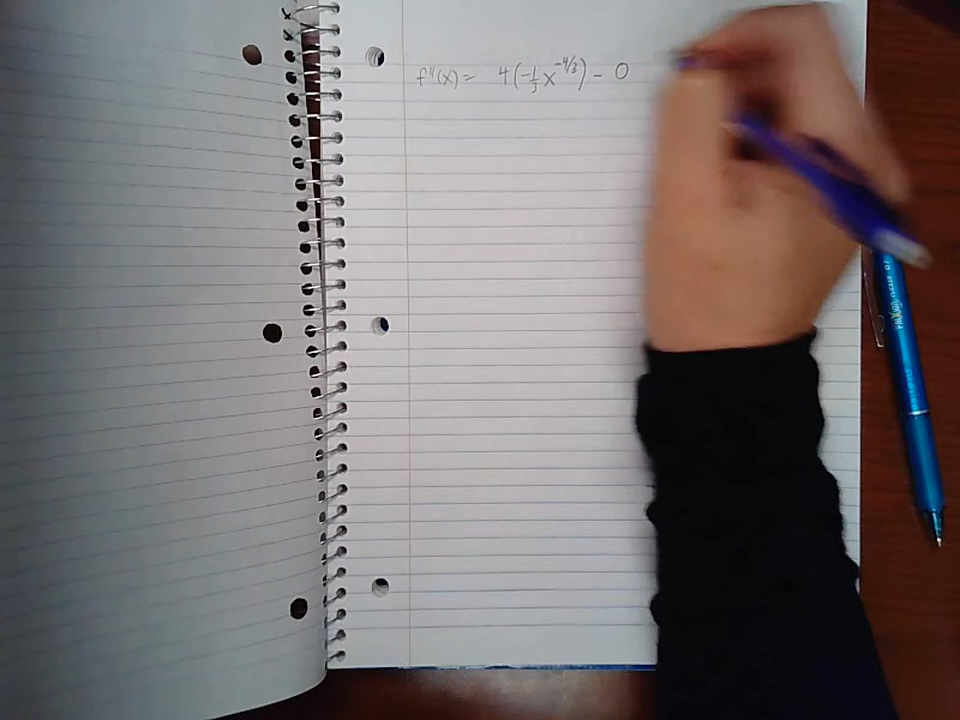 f''(x) = 4(-1/3 x^-4/3) - 0